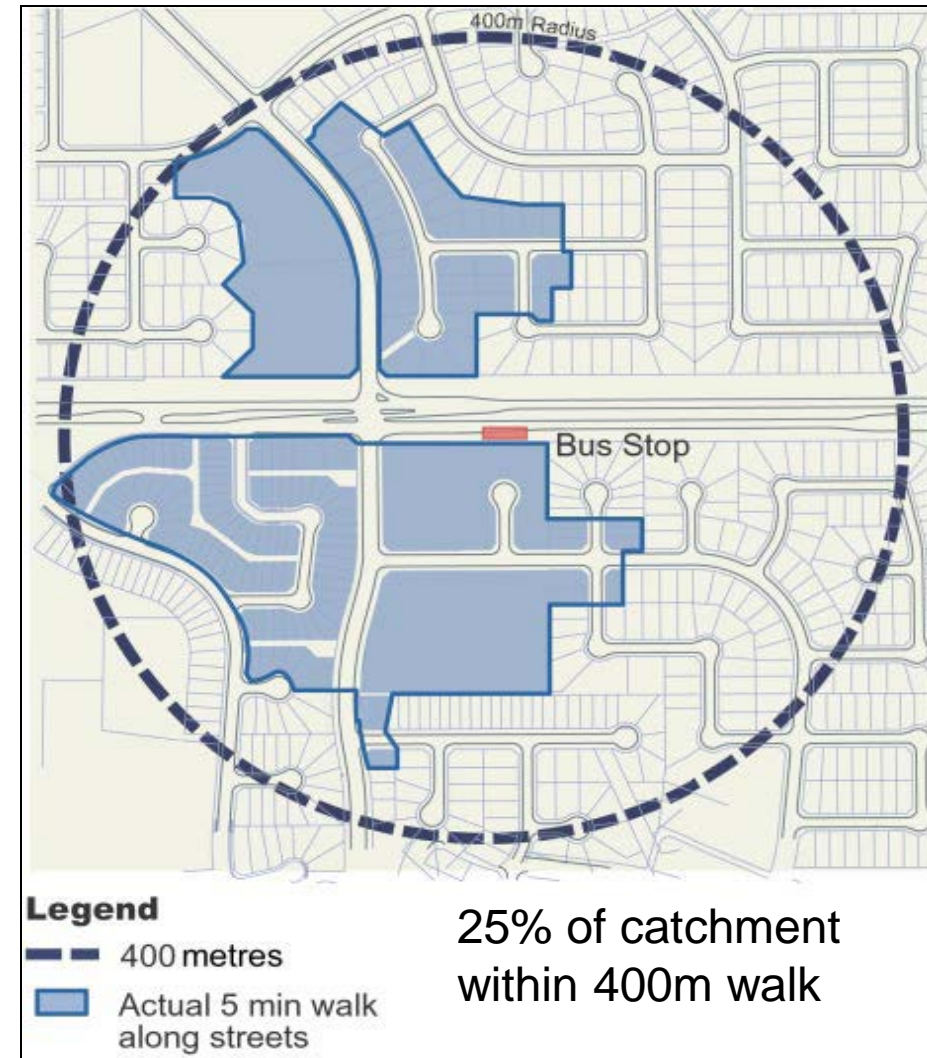 400m Radius
Bus Stop
Legend
400 metres
Actual 5 min walk
along streets
25% of catchment
within 400m walk